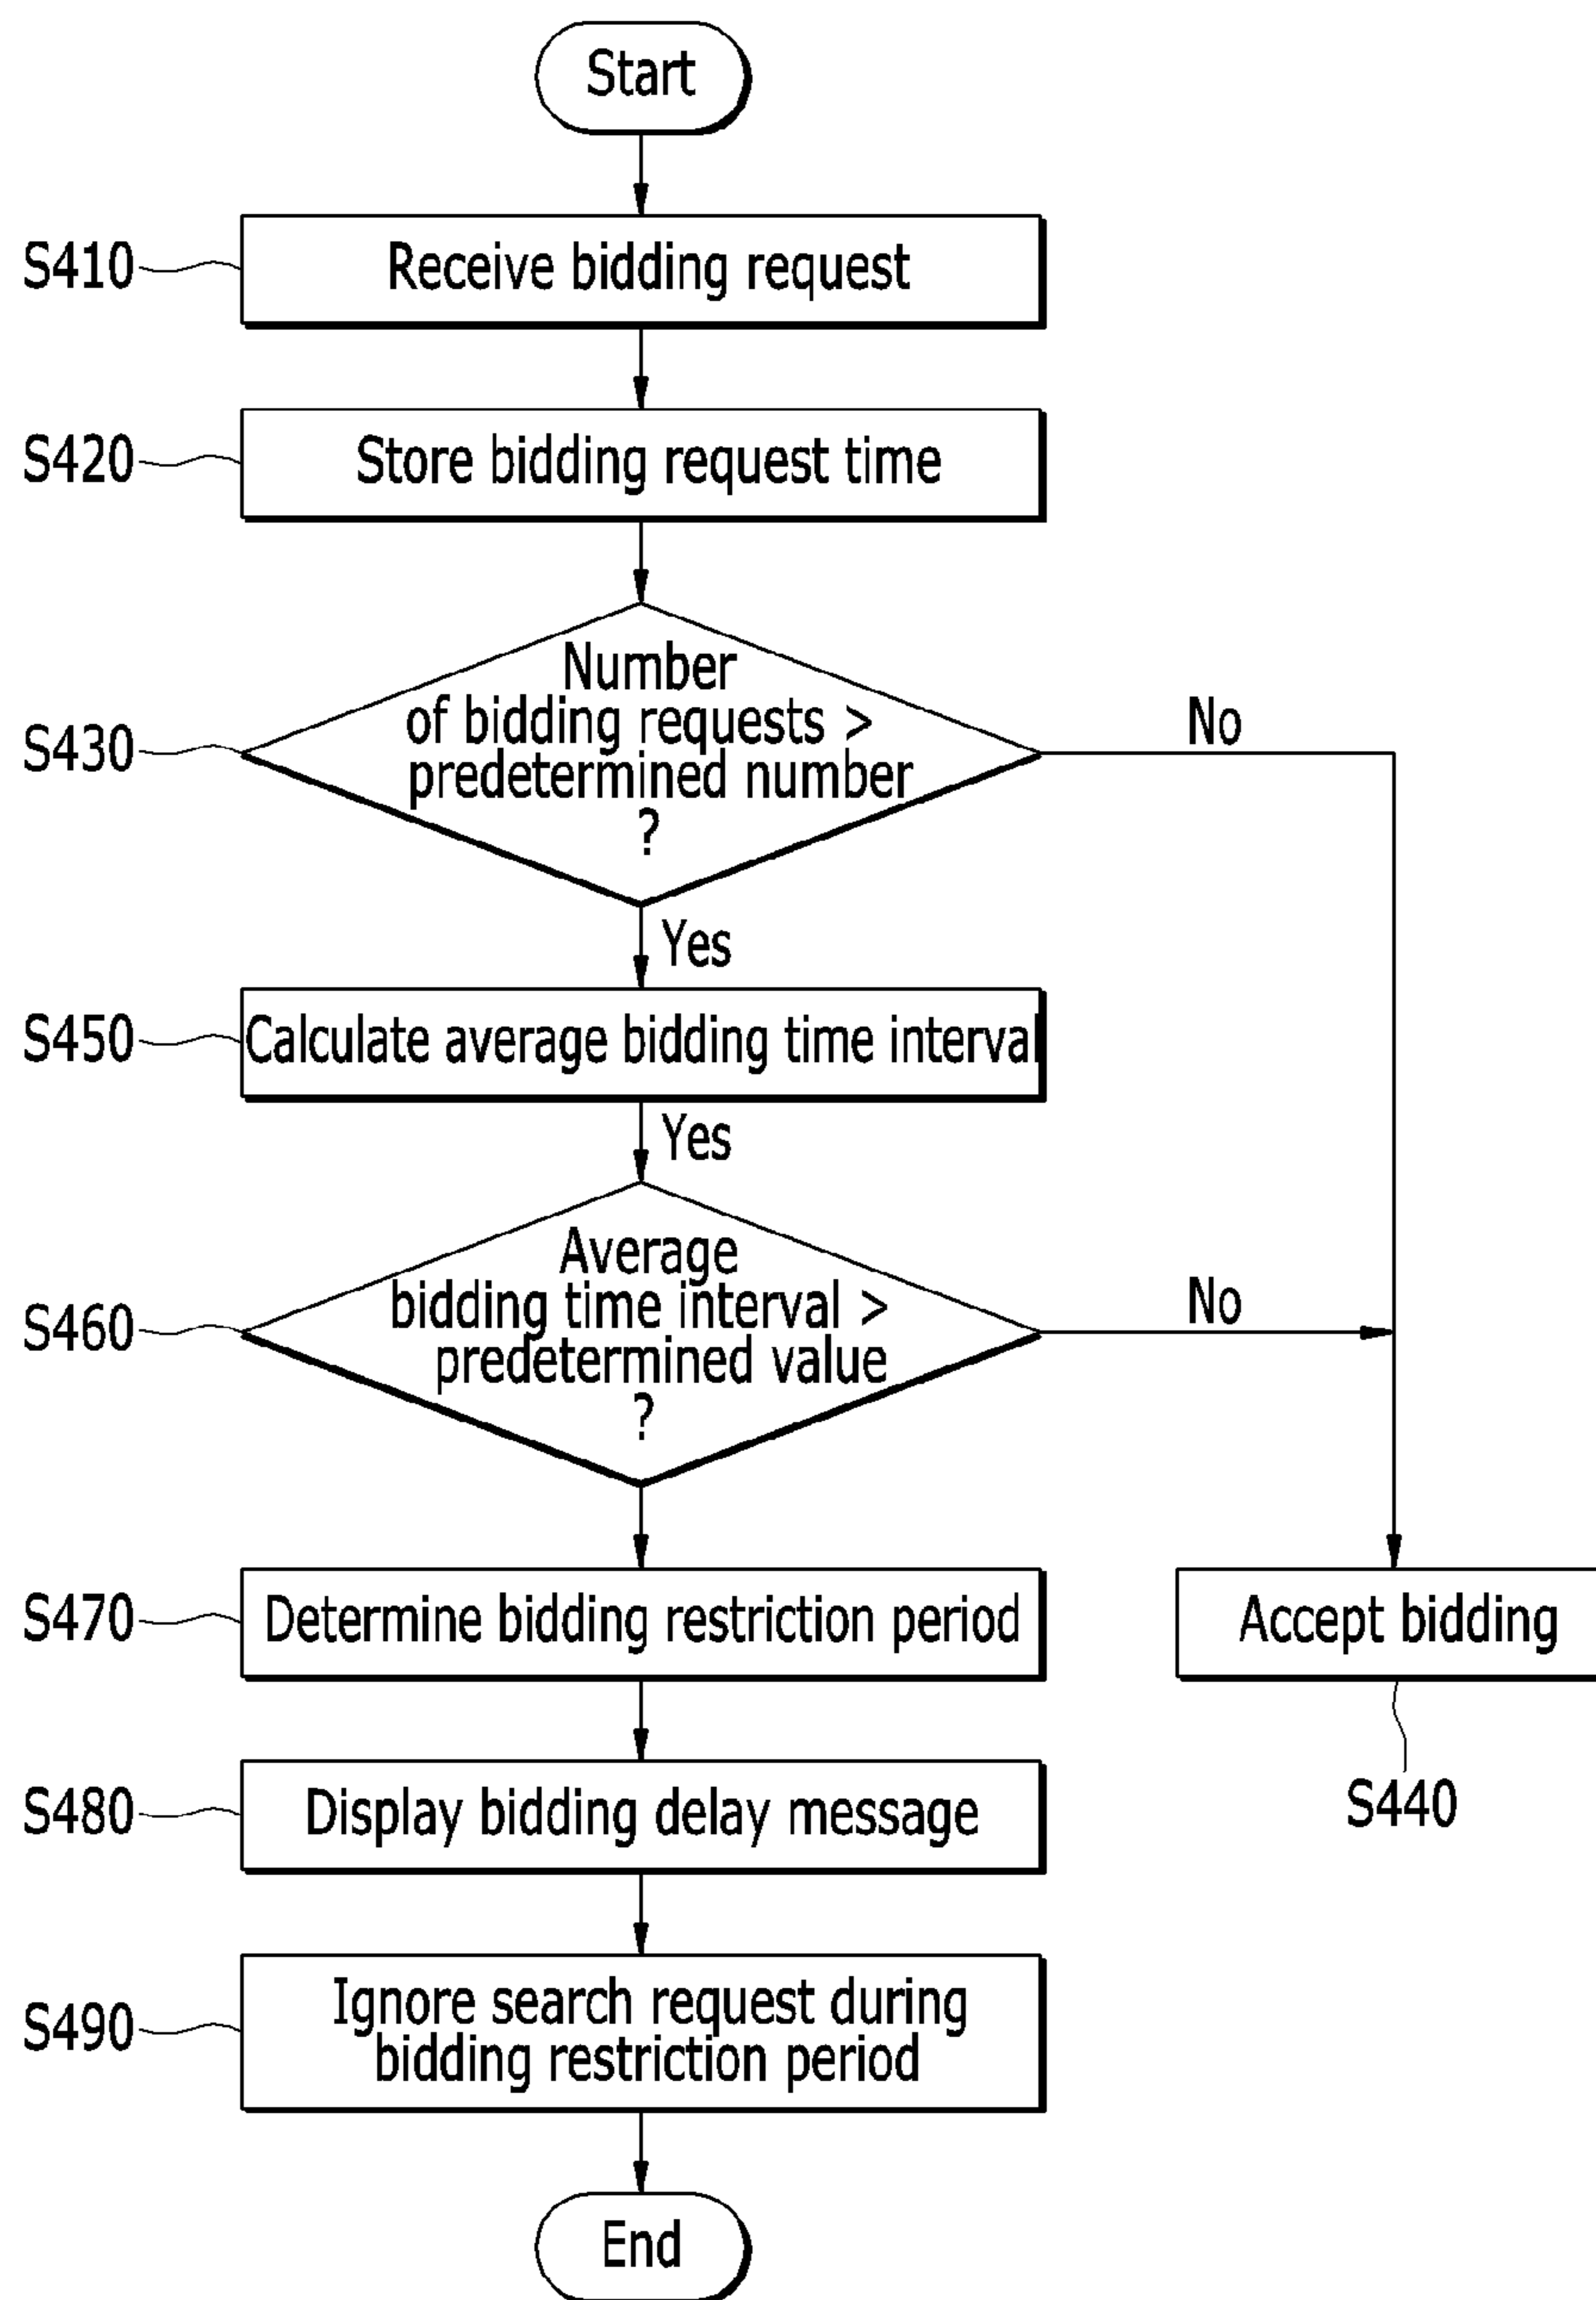 Start
S410
Receive bidding request
S420
Store bidding request time
S430
Number
of bidding requests >
predetermined number
?
No
Yes
S450
Calculate average bidding time interval
Yes
S460
Average
bidding time interval >
predetermined value
?
No
S470
Determine bidding restriction period
Accept bidding
S480
Display bidding delay message
S440
S490
Ignore search request during
bidding restriction period
End